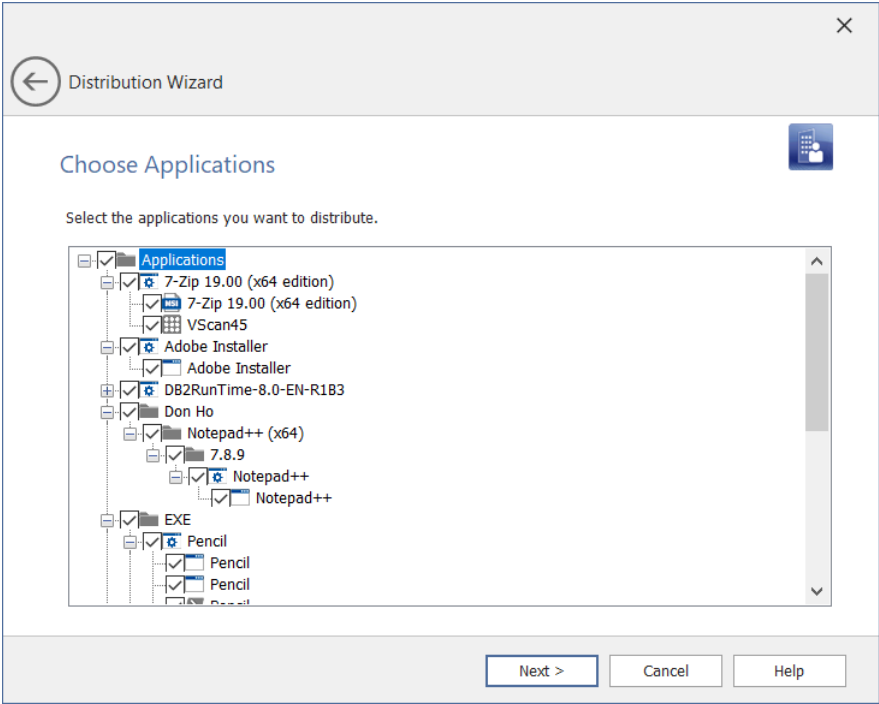 Distribution Wizard
Choose Applications
Select the applications you want to distribute.
Applications
7-Zip 19.00 (x64 edition)
MSI 7-Zip 19.00 (x64 edition)
VScan45
Adobe Installer
Adobe Installer
DB2RunTime-8.0-EN-R1B3
Don Ho
Notepad++ (x64)
7.8.9
Notepad++
Notepad++
EXE
Pencil
Pencil
Pencil
Next > Cancel Help